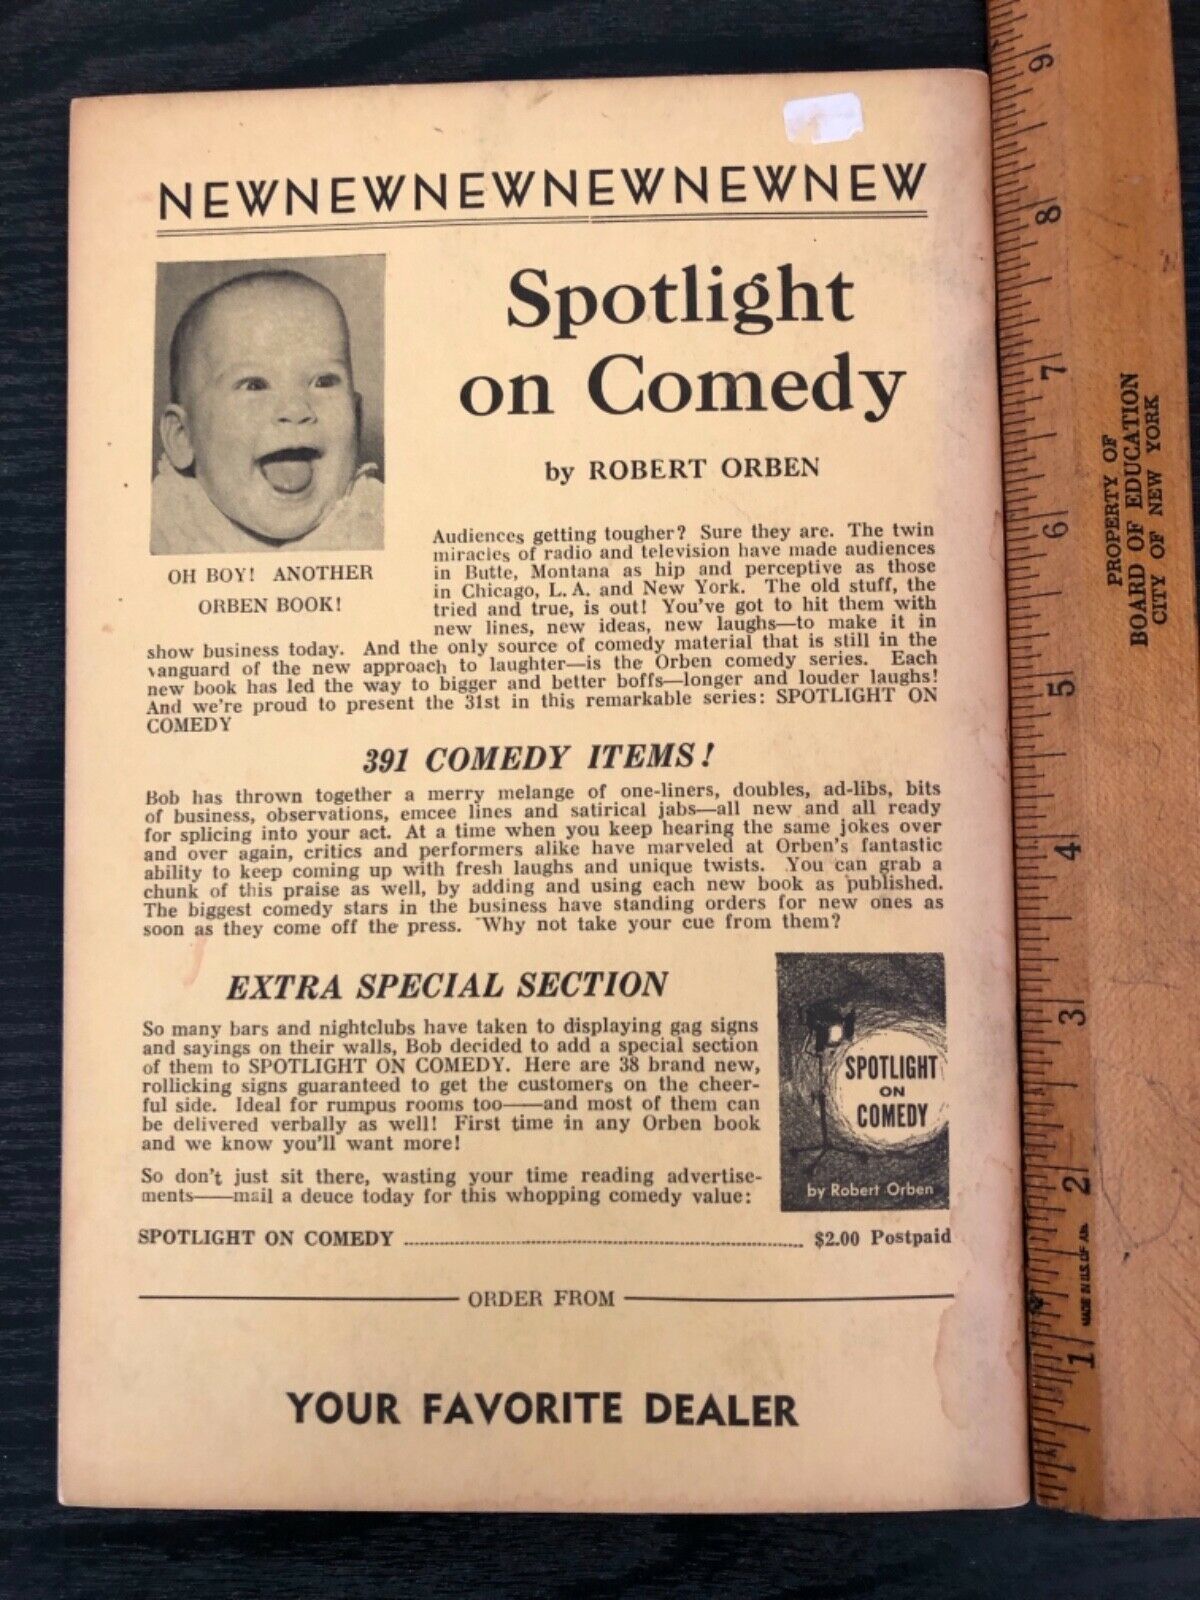 NEWNEWNEWNEWNEWNEW
Spotlight
on Comedy
by ROBERT ORBEN
OH BOY! ANOTHER
ORBEN BOOK!
Audiences getting tougher? Sure they are. The twin
miracles of radio and television have made audiences
in Butte, Montana as hip and perceptive as those
in Chicago, L. A. and New York. The old stuff, the
tried and true, is out! You've got to hit them with
new lines, new ideas, new laughs—to make it in
show business today. And the only source of comedy material that is still in the
vanguard of the new approach to laughter—is the Orben comedy series. Each
new book has led the way to bigger and better boffs—longer and louder laughs!
And we're proud to present the 31st in this remarkable series: SPOTLIGHT ON
COMEDY
391 COMEDY ITEMS!
Bob has thrown together a merry melange of one-liners, doubles, ad-libs, bits
of business, observations, emcee lines and satirical jabs—all new and all ready
for splicing into your act. At a time when you keep hearing the same jokes over
and over again, critics and performers alike have marveled at Orben's fantastic
ability to keep coming up with fresh laughs and unique twists. You can grab a
chunk of this praise as well, by adding and using each new book as published.
The biggest comedy stars in the business have standing orders for new ones as
soon as they come off the press. Why not take your cue from them?
EXTRA SPECIAL SECTION
So many bars and nightclubs have taken to displaying gag signs
and sayings on their walls, Bob decided to add a special section
of them to SPOTLIGHT ON COMEDY. Here are 38 brand new,
rollicking signs guaranteed to get the customers on the cheer-
ful side. Ideal for rumpus rooms too——and most of them can
be delivered verbally as well! First time in any Orben book
and we know you'll want more!
So don't just sit there, wasting your time reading advertise-
ments——mail a deuce today for this whopping comedy value:
SPOTLIGHT
ON
COMEDY
by Robert Orben
SPOTLIGHT ON COMEDY ........ $2.00 Postpaid
ORDER FROM
YOUR FAVORITE DEALER
PROPERTY OF
BOARD OF EDUCATION
CITY OF NEW YORK
MADE IN U.S. OF AM.
9
8
7
6
5
4
3
2
1